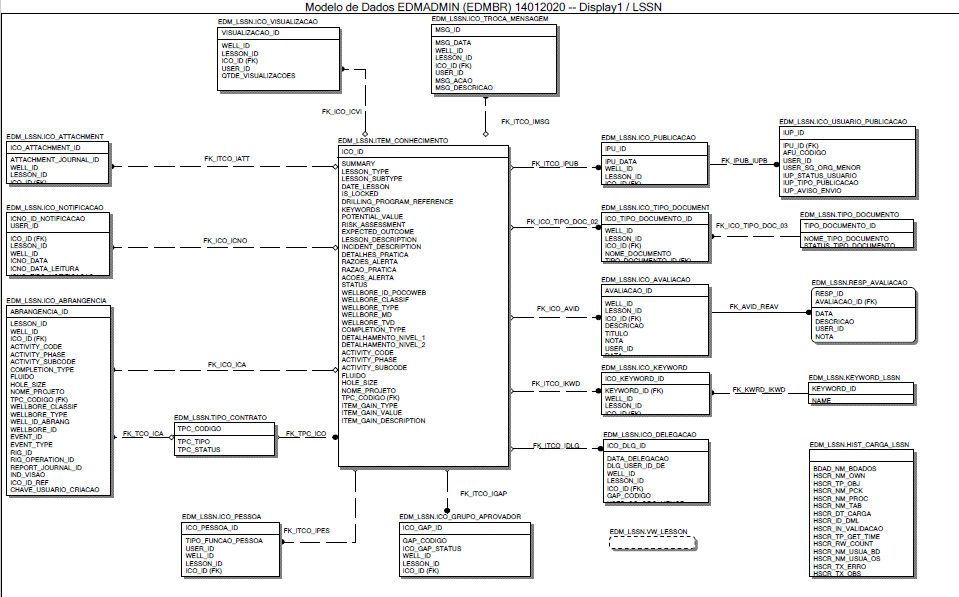 Modelo de Dados EDMADMIN (EDMBR) 14012020 -- Display1 / LSSN
EDM_LSSN.ICO_VISUALIZACAO
VISUALIZACAO_ID
WELL_ID
LESSON_ID
ICO_ID (FK)
USER_ID
QTDE_VISUALIZACOES
EDM_LSSN.ICO_TROCA_MENSAGEM
MSG_ID
MSG_DATA
WELL_ID
LESSON_ID
ICO_ID (FK)
USER_ID
MSG_ACAO
MSG_DESCRICAO
FK_ICO_ICVI
FK_ITCO_IMSG
EDM_LSSN.ICO_ATTACHMENT
ICO_ATTACHMENT_ID
ATTACHMENT_JOURNAL_ID
WELL_ID
LESSON_ID
ICO_ID (FK)
FK_ITCO_IATT
EDM_LSSN.ICO_NOTIFICACAO
ICNO_ID_NOTIFICACAO
USER_ID
ICO_ID (FK)
LESSON_ID
WELL_ID
ICNO_DATA
ICNO_DATA_LEITURA
FK_ICO_ICNO
EDM_LSSN.ICO_ABRANGENCIA
ABRANGENCIA_ID
LESSON_ID
WELL_ID
ICO_ID (FK)
ACTIVITY_CODE
ACTIVITY_PHASE
ACTIVITY_SUBCODE
COMPLETION_TYPE
FLUIDO
HOLE_SIZE
NOME_PROJETO
TPC_CODIGO (FK)
WELLBORE_CLASSIF
WELLBORE_TYPE
WELL_ID_ABRANG
WELLBORE_ID
EVENT_ID
EVENT_TYPE
RIG_ID
RIG_OPERATION_ID
REPORT_JOURNAL_ID
IND_VISAO
ICO_ID_REF
CHAVE_USUARIO_CRIACAO
FK_ICO_ICA
FK_TCO_ICA
EDM_LSSN.TIPO_CONTRATO
TPC_CODIGO
TPC_TIPO
TPC_STATUS
FK_TPC_ICO
EDM_LSSN.ITEM_CONHECIMENTO
ICO_ID
SUMMARY
LESSON_TYPE
LESSON_SUBTYPE
DATE_LESSON
IS_LOCKED
DRILLING_PROGRAM_REFERENCE
KEYWORDS
POTENTIAL_VALUE
RISK_ASSESSMENT
EXPECTED_OUTCOME
LESSON_DESCRIPTION
INCIDENT_DESCRIPTION
DETALHES_PRATICA
RAZOES_ALERTA
RAZAO_PRATICA
ACOES_ALERTA
STATUS
WELLBORE_ID_POCOWEB
WELLBORE_CLASSIF
WELLBORE_TYPE
WELLBORE_MD
WELLBORE_TVD
COMPLETION_TYPE
DETALHAMENTO_NIVEL_1
DETALHAMENTO_NIVEL_2
ACTIVITY_CODE
ACTIVITY_PHASE
ACTIVITY_SUBCODE
FLUIDO
HOLE_SIZE
NOME_PROJETO
TPC_CODIGO (FK)
ITEM_GAIN_TYPE
ITEM_GAIN_VALUE
ITEM_GAIN_DESCRIPTION
FK_ITCO_IPUB
EDM_LSSN.ICO_PUBLICACAO
IPU_ID
IPU_DATA
WELL_ID
LESSON_ID
ICO_ID (FK)
FK_IPUB_IUPB
EDM_LSSN.ICO_USUARIO_PUBLICACAO
IUP_ID
IPU_ID (FK)
AFU_CODIGO
USER_ID
USER_SQ_ORG_MENOR
IUP_STATUS_USUARIO
IUP_TIPO_PUBLICACAO
IUP_AVISO_ENVIO
FK_ICO_TIPO_DOC_02
EDM_LSSN.ICO_TIPO_DOCUMENT
ICO_TIPO_DOCUMENTO_ID
WELL_ID
LESSON_ID
ICO_ID (FK)
NOME_DOCUMENTO
TIPO_DOCUMENTO_ID (FK)
FK_ICO_TIPO_DOC_03
EDM_LSSN.TIPO_DOCUMENTO
TIPO_DOCUMENTO_ID
NOME_TIPO_DOCUMENTO
STATUS_TIPO_DOCUMENTO
FK_ICO_AVID
EDM_LSSN.ICO_AVALIACAO
AVALIACAO_ID
WELL_ID
LESSON_ID
ICO_ID (FK)
DESCRICAO
TITULO
NOTA
USER_ID
DATA
FK_AVID_REAV
EDM_LSSN.RESP_AVALIACAO
RESP_ID
AVALIACAO_ID (FK)
DATA
DESCRICAO
USER_ID
NOTA
FK_ITCO_IKWD
EDM_LSSN.ICO_KEYWORD
ICO_KEYWORD_ID
KEYWORD_ID (FK)
WELL_ID
LESSON_ID
ICO_ID (FK)
FK_KWRD_IKWD
EDM_LSSN.KEYWORD_LSSN
KEYWORD_ID
NAME
FK_ITCO_IDLG
EDM_LSSN.ICO_DELEGACAO
ICO_DLG_ID
DATA_DELEGACAO
DLG_USER_ID_DE
WELL_ID
LESSON_ID
ICO_ID (FK)
GAP_CODIGO
EDM_LSSN.HIST_CARGA_LSSN
BDAD_NM_BDADOS
HSCR_NM_OWN
HSCR_TP_OBJ
HSCR_NM_PCK
HSCR_NM_PROC
HSCR_NM_TAB
HSCR_DT_CARGA
HSCR_ID_DML
HSCR_IN_VALIDACAO
HSCR_TP_GET_TIME
HSCR_RW_COUNT
HSCR_NM_USUA_BD
HSCR_NM_USUA_OS
HSCR_TX_ERRO
HSCR_TX_OBS
EDM_LSSN.ICO_PESSOA
ICO_PESSOA_ID
TIPO_FUNCAO_PESSOA
USER_ID
WELL_ID
LESSON_ID
ICO_ID (FK)
FK_ITCO_IPES
FK_ITCO_IGAP
EDM_LSSN.ICO_GRUPO_APROVADOR
ICO_GAP_ID
GAP_CODIGO
ICO_GAP_STATUS
WELL_ID
LESSON_ID
ICO_ID (FK)
EDM_LSSN.VW_LESSON